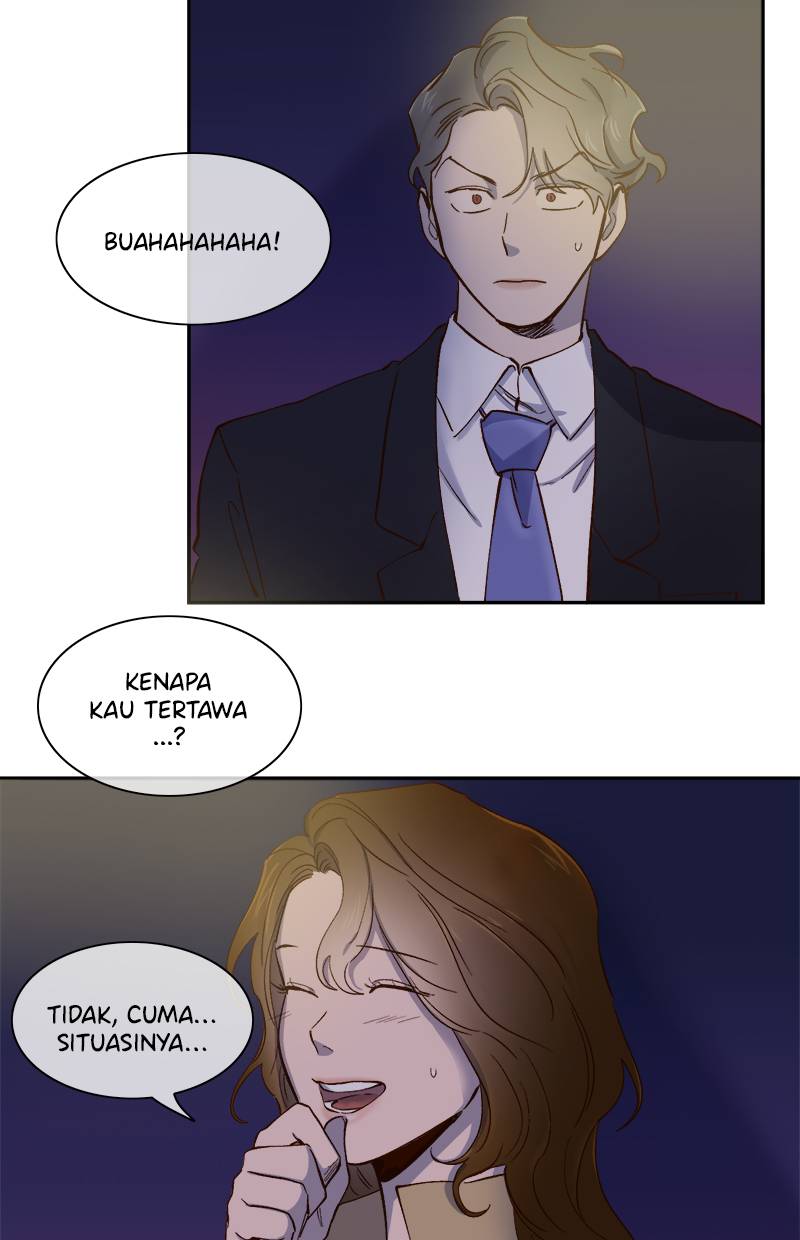 BUAHAHAHAHA!
KENAPA
KAU TERTAWA
...?
TIDAK, CUMA...
SITUASINYA...